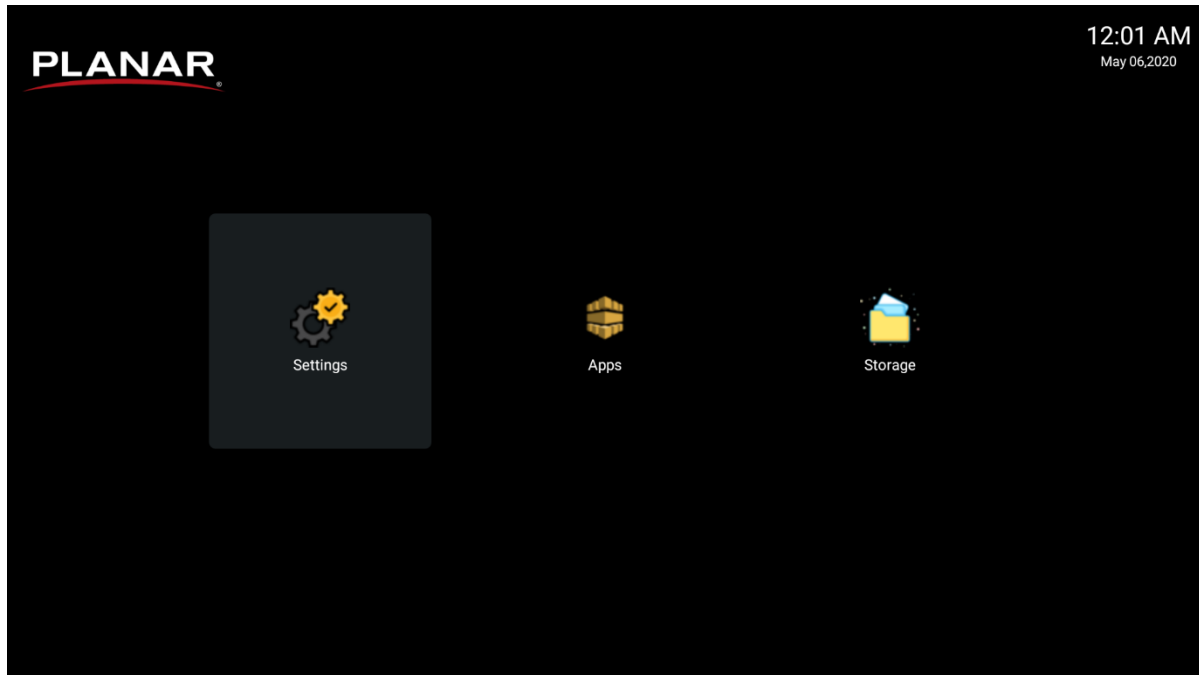 PLANAR
®
12:01 AM
May 06,2020
Settings
Apps
Storage